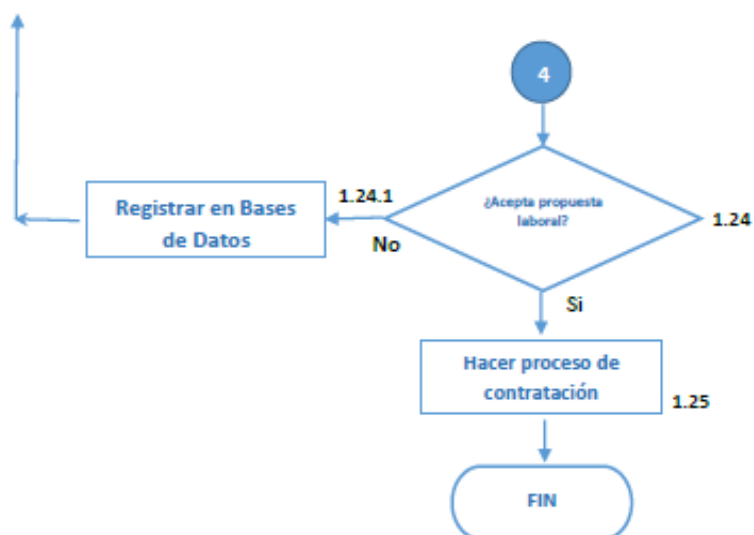 4
¿Acepta propuesta
laboral?
1.24
1.24.1
No
Registrar en Bases
de Datos
Si
Hacer proceso de
contratación
1.25
FIN